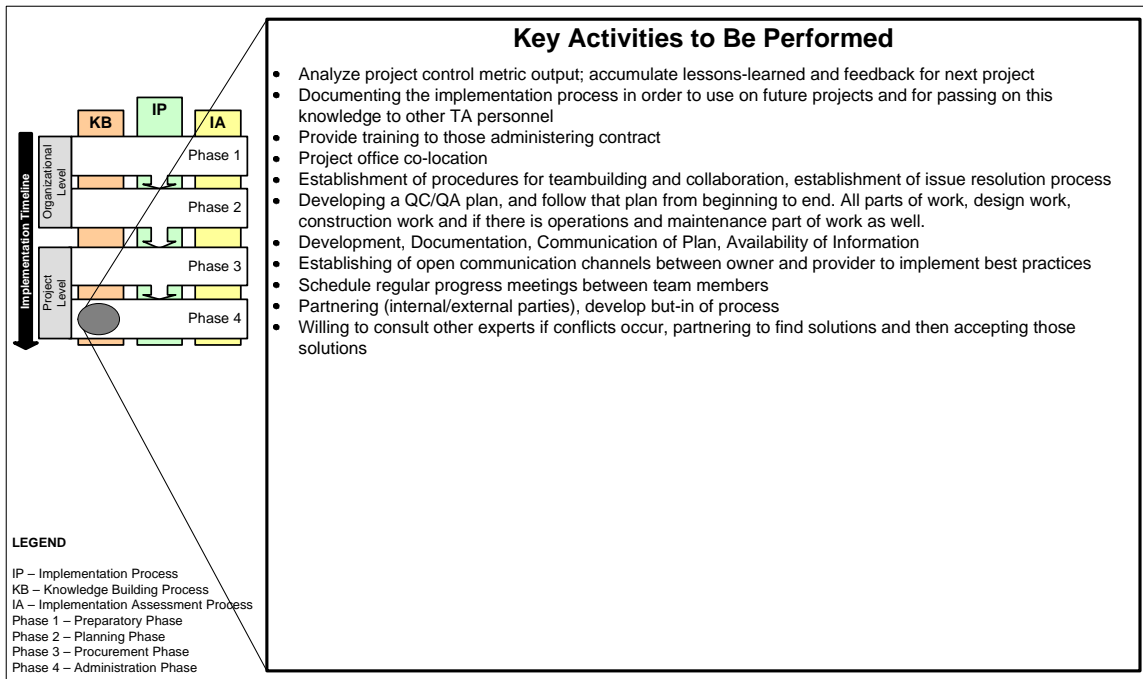 Key Activities to Be Performed
• Analyze project control metric output; accumulate lessons-learned and feedback for next project
• Documenting the implementation process in order to use on future projects and for passing on this
knowledge to other TA personnel
• Provide training to those administering contract
• Project office co-location
• Establishment of procedures for teambuilding and collaboration, establishment of issue resolution process
• Developing a QC/QA plan, and follow that plan from beginning to end. All parts of work, design work,
construction work and if there is operations and maintenance part of work as well.
• Development, Documentation, Communication of Plan, Availability of Information
• Establishing of open communication channels between owner and provider to implement best practices
• Schedule regular progress meetings between team members
• Partnering (internal/external parties), develop but-in of process
• Willing to consult other experts if conflicts occur, partnering to find solutions and then accepting those
solutions
KB
IP
IA
Implementation Timeline
Organizational
Level
Project
Level
Phase 1
Phase 2
Phase 3
Phase 4
LEGEND
IP – Implementation Process
KB – Knowledge Building Process
IA – Implementation Assessment Process
Phase 1 – Preparatory Phase
Phase 2 – Planning Phase
Phase 3 – Procurement Phase
Phase 4 – Administration Phase